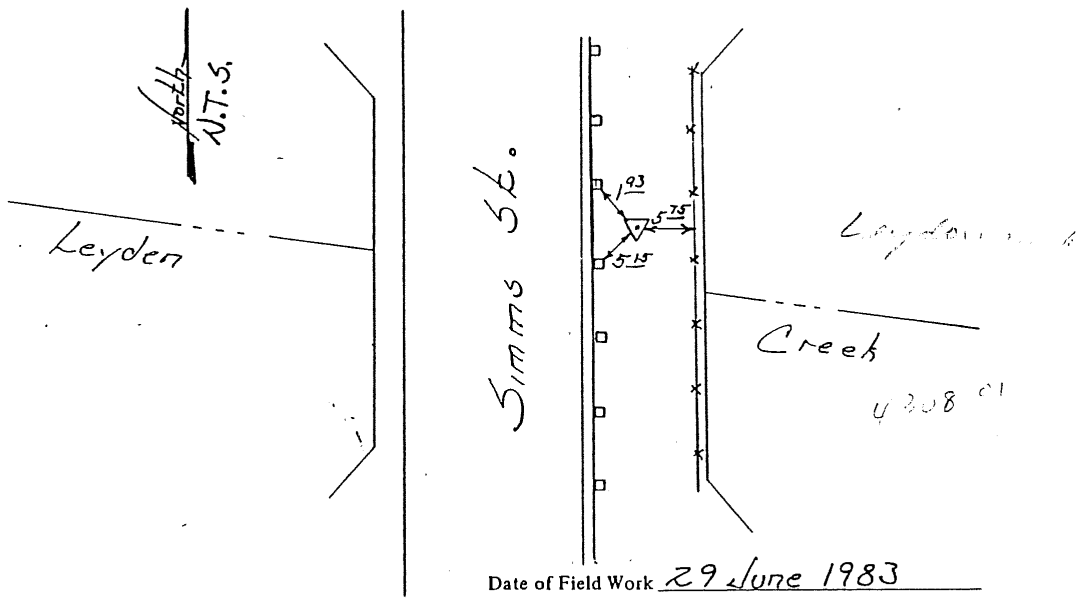 North
N.T.S.
Leyden
Simms St.
1 93
5 75
5 15
Creek
Date of Field Work 29 June 1983